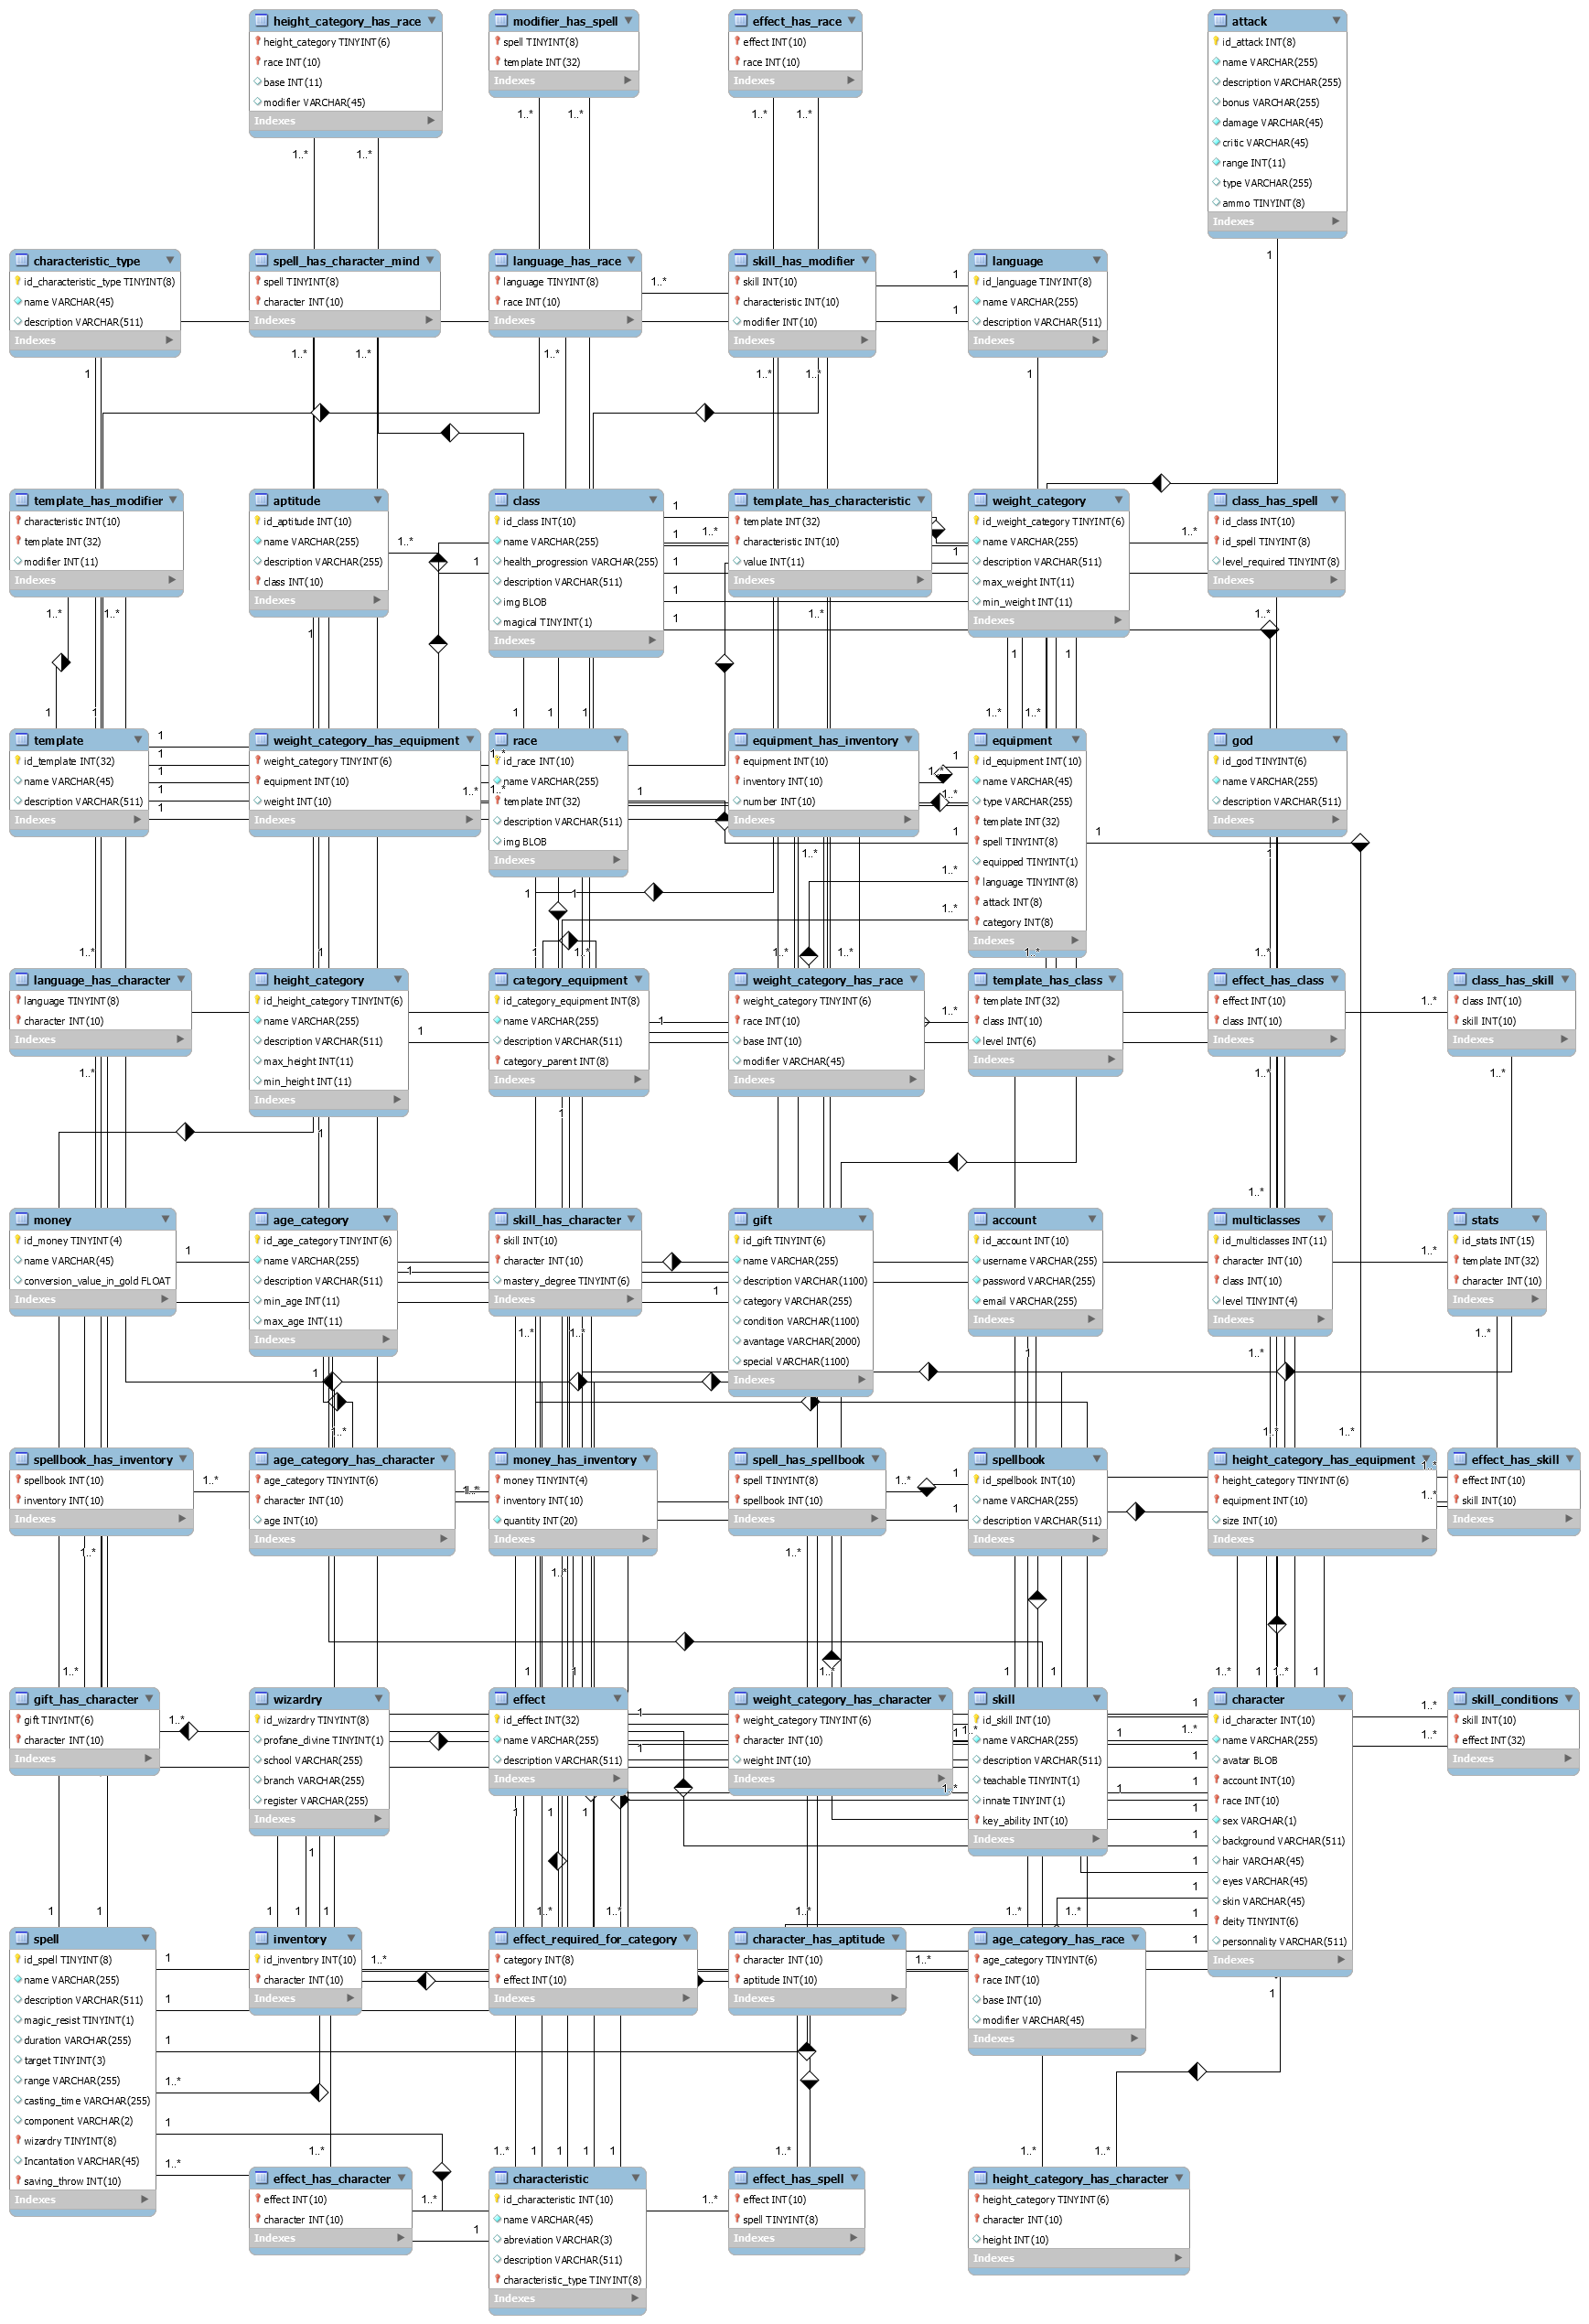 height_category_has_race
height_category TINYINT(6)
race INT(10)
base INT(11)
modifier VARCHAR(45)
Indexes
modifier_has_spell
spell TINYINT(8)
template INT(32)
Indexes
effect_has_race
effect INT(10)
race INT(10)
Indexes
attack
id_attack INT(8)
name VARCHAR(255)
description VARCHAR(255)
bonus VARCHAR(255)
damage VARCHAR(45)
critic VARCHAR(45)
range INT(11)
type VARCHAR(255)
ammo TINYINT(8)
Indexes
characteristic_type
id_characteristic_type TINYINT(8)
name VARCHAR(45)
description VARCHAR(511)
Indexes
spell_has_character_mind
spell TINYINT(8)
character INT(10)
Indexes
language_has_race
language TINYINT(8)
race INT(10)
Indexes
skill_has_modifier
skill INT(10)
characteristic INT(10)
modifier INT(10)
Indexes
language
id_language TINYINT(8)
name VARCHAR(255)
description VARCHAR(511)
Indexes
template_has_modifier
characteristic INT(10)
template INT(32)
modifier INT(11)
Indexes
aptitude
id_aptitude INT(10)
name VARCHAR(255)
description VARCHAR(255)
class INT(10)
Indexes
class
id_class INT(10)
name VARCHAR(255)
health_progression VARCHAR(255)
description VARCHAR(511)
img BLOB
magical TINYINT(1)
Indexes
template_has_characteristic
template INT(32)
characteristic INT(10)
value INT(11)
Indexes
weight_category
id_weight_category TINYINT(6)
name VARCHAR(255)
description VARCHAR(511)
max_weight INT(11)
min_weight INT(11)
Indexes
class_has_spell
id_class INT(10)
id_spell TINYINT(8)
level_required TINYINT(8)
Indexes
template
id_template INT(32)
name VARCHAR(45)
description VARCHAR(511)
Indexes
weight_category_has_equipment
weight_category TINYINT(6)
equipment INT(10)
weight INT(10)
Indexes
race
id_race INT(10)
name VARCHAR(255)
template INT(32)
description VARCHAR(511)
img BLOB
Indexes
equipment_has_inventory
equipment INT(10)
inventory INT(10)
number INT(10)
Indexes
equipment
id_equipment INT(10)
name VARCHAR(45)
type VARCHAR(255)
template INT(32)
spell TINYINT(8)
equipped TINYINT(1)
language TINYINT(8)
attack INT(8)
category INT(8)
Indexes
god
id_god TINYINT(6)
name VARCHAR(255)
description VARCHAR(511)
Indexes
language_has_character
language TINYINT(8)
character INT(10)
Indexes
height_category
id_height_category TINYINT(6)
name VARCHAR(255)
description VARCHAR(511)
max_height INT(11)
min_height INT(11)
Indexes
category_equipment
id_category_equipment INT(8)
name VARCHAR(255)
description VARCHAR(511)
category_parent INT(8)
Indexes
weight_category_has_race
weight_category TINYINT(6)
race INT(10)
base INT(10)
modifier VARCHAR(45)
Indexes
template_has_class
template INT(32)
class INT(10)
level INT(6)
Indexes
effect_has_class
effect INT(10)
class INT(10)
Indexes
class_has_skill
class INT(10)
skill INT(10)
Indexes
money
id_money TINYINT(4)
name VARCHAR(45)
conversion_value_in_gold FLOAT
Indexes
age_category
id_age_category TINYINT(6)
name VARCHAR(255)
description VARCHAR(511)
min_age INT(11)
max_age INT(11)
Indexes
skill_has_character
skill INT(10)
character INT(10)
mastery_degree TINYINT(6)
Indexes
gift
id_gift TINYINT(6)
name VARCHAR(255)
description VARCHAR(1100)
category VARCHAR(255)
condition VARCHAR(1100)
avantage VARCHAR(2000)
special VARCHAR(1100)
Indexes
account
id_account INT(10)
username VARCHAR(255)
password VARCHAR(255)
email VARCHAR(255)
Indexes
multiclasses
id_multiclasses INT(11)
character INT(10)
class INT(10)
level TINYINT(4)
Indexes
stats
id_stats INT(15)
template INT(32)
character INT(10)
Indexes
spellbook_has_inventory
spellbook INT(10)
inventory INT(10)
Indexes
age_category_has_character
age_category TINYINT(6)
character INT(10)
age INT(10)
Indexes
money_has_inventory
money TINYINT(4)
inventory INT(10)
quantity INT(20)
Indexes
spell_has_spellbook
spell TINYINT(8)
spellbook INT(10)
Indexes
spellbook
id_spellbook INT(10)
name VARCHAR(255)
description VARCHAR(511)
Indexes
height_category_has_equipment
height_category TINYINT(6)
equipment INT(10)
size INT(10)
Indexes
effect_has_skill
effect INT(10)
skill INT(10)
Indexes
gift_has_character
gift TINYINT(6)
character INT(10)
Indexes
wizardry
id_wizardry TINYINT(8)
profane_divine TINYINT(1)
school VARCHAR(255)
branch VARCHAR(255)
register VARCHAR(255)
Indexes
effect
id_effect INT(32)
name VARCHAR(255)
description VARCHAR(511)
Indexes
weight_category_has_character
weight_category TINYINT(6)
character INT(10)
weight INT(10)
Indexes
skill
id_skill INT(10)
name VARCHAR(255)
description VARCHAR(511)
teachable TINYINT(1)
innate TINYINT(1)
key_ability INT(10)
Indexes
character
id_character INT(10)
name VARCHAR(255)
avatar BLOB
account INT(10)
race INT(10)
sex VARCHAR(1)
background VARCHAR(511)
hair VARCHAR(45)
eyes VARCHAR(45)
skin VARCHAR(45)
deity TINYINT(6)
personnality VARCHAR(511)
Indexes
skill_conditions
skill INT(10)
effect INT(32)
Indexes
spell
id_spell TINYINT(8)
name VARCHAR(255)
description VARCHAR(511)
magic_resist TINYINT(1)
duration VARCHAR(255)
target TINYINT(3)
range VARCHAR(255)
casting_time VARCHAR(255)
component VARCHAR(2)
wizardry TINYINT(8)
Incantation VARCHAR(45)
saving_throw INT(10)
Indexes
inventory
id_inventory INT(10)
character INT(10)
Indexes
effect_required_for_category
category INT(8)
effect INT(10)
Indexes
character_has_aptitude
character INT(10)
aptitude INT(10)
Indexes
age_category_has_race
age_category TINYINT(6)
race INT(10)
base INT(10)
modifier VARCHAR(45)
Indexes
effect_has_character
effect INT(10)
character INT(10)
Indexes
characteristic
id_characteristic INT(10)
name VARCHAR(45)
abreviation VARCHAR(3)
description VARCHAR(511)
characteristic_type TINYINT(8)
Indexes
effect_has_spell
effect INT(10)
spell TINYINT(8)
Indexes
height_category_has_character
height_category TINYINT(6)
character INT(10)
height INT(10)
Indexes